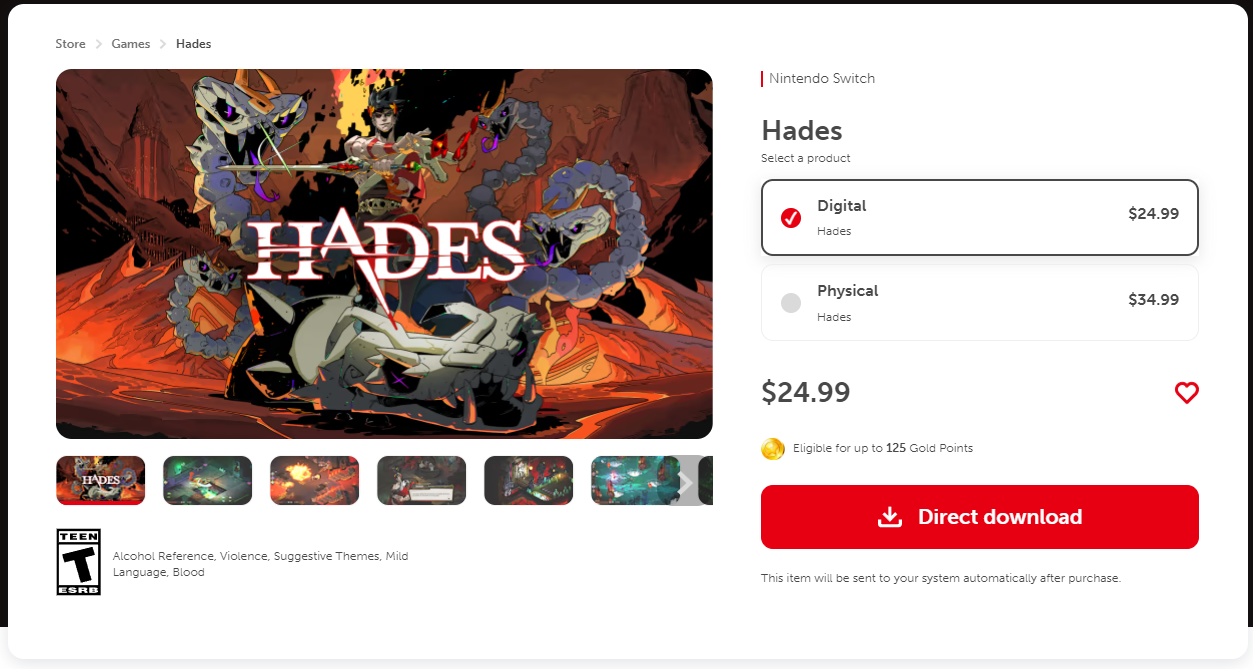 Store > Games > Hades
HADES
HADES
TEEN
T
ESRB
Alcohol Reference, Violence, Suggestive Themes, Mild
Language, Blood
Nintendo Switch
Hades
Select a product
Digital
$24.99
Hades
Physical
$34.99
Hades
$24.99
Eligible for up to 125 Gold Points
Direct download
This item will be sent to your system automatically after purchase.